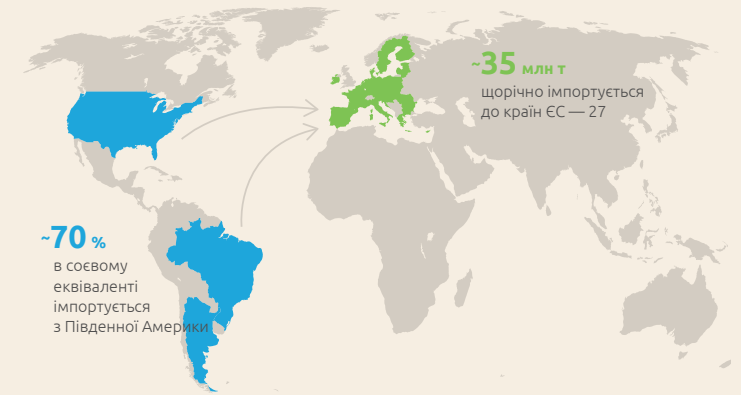 ~35 млн т
щорічно імпортується
до країн ЄС — 27
~70 %
в соєвому
еквіваленті
імпортується
з Південної Америки